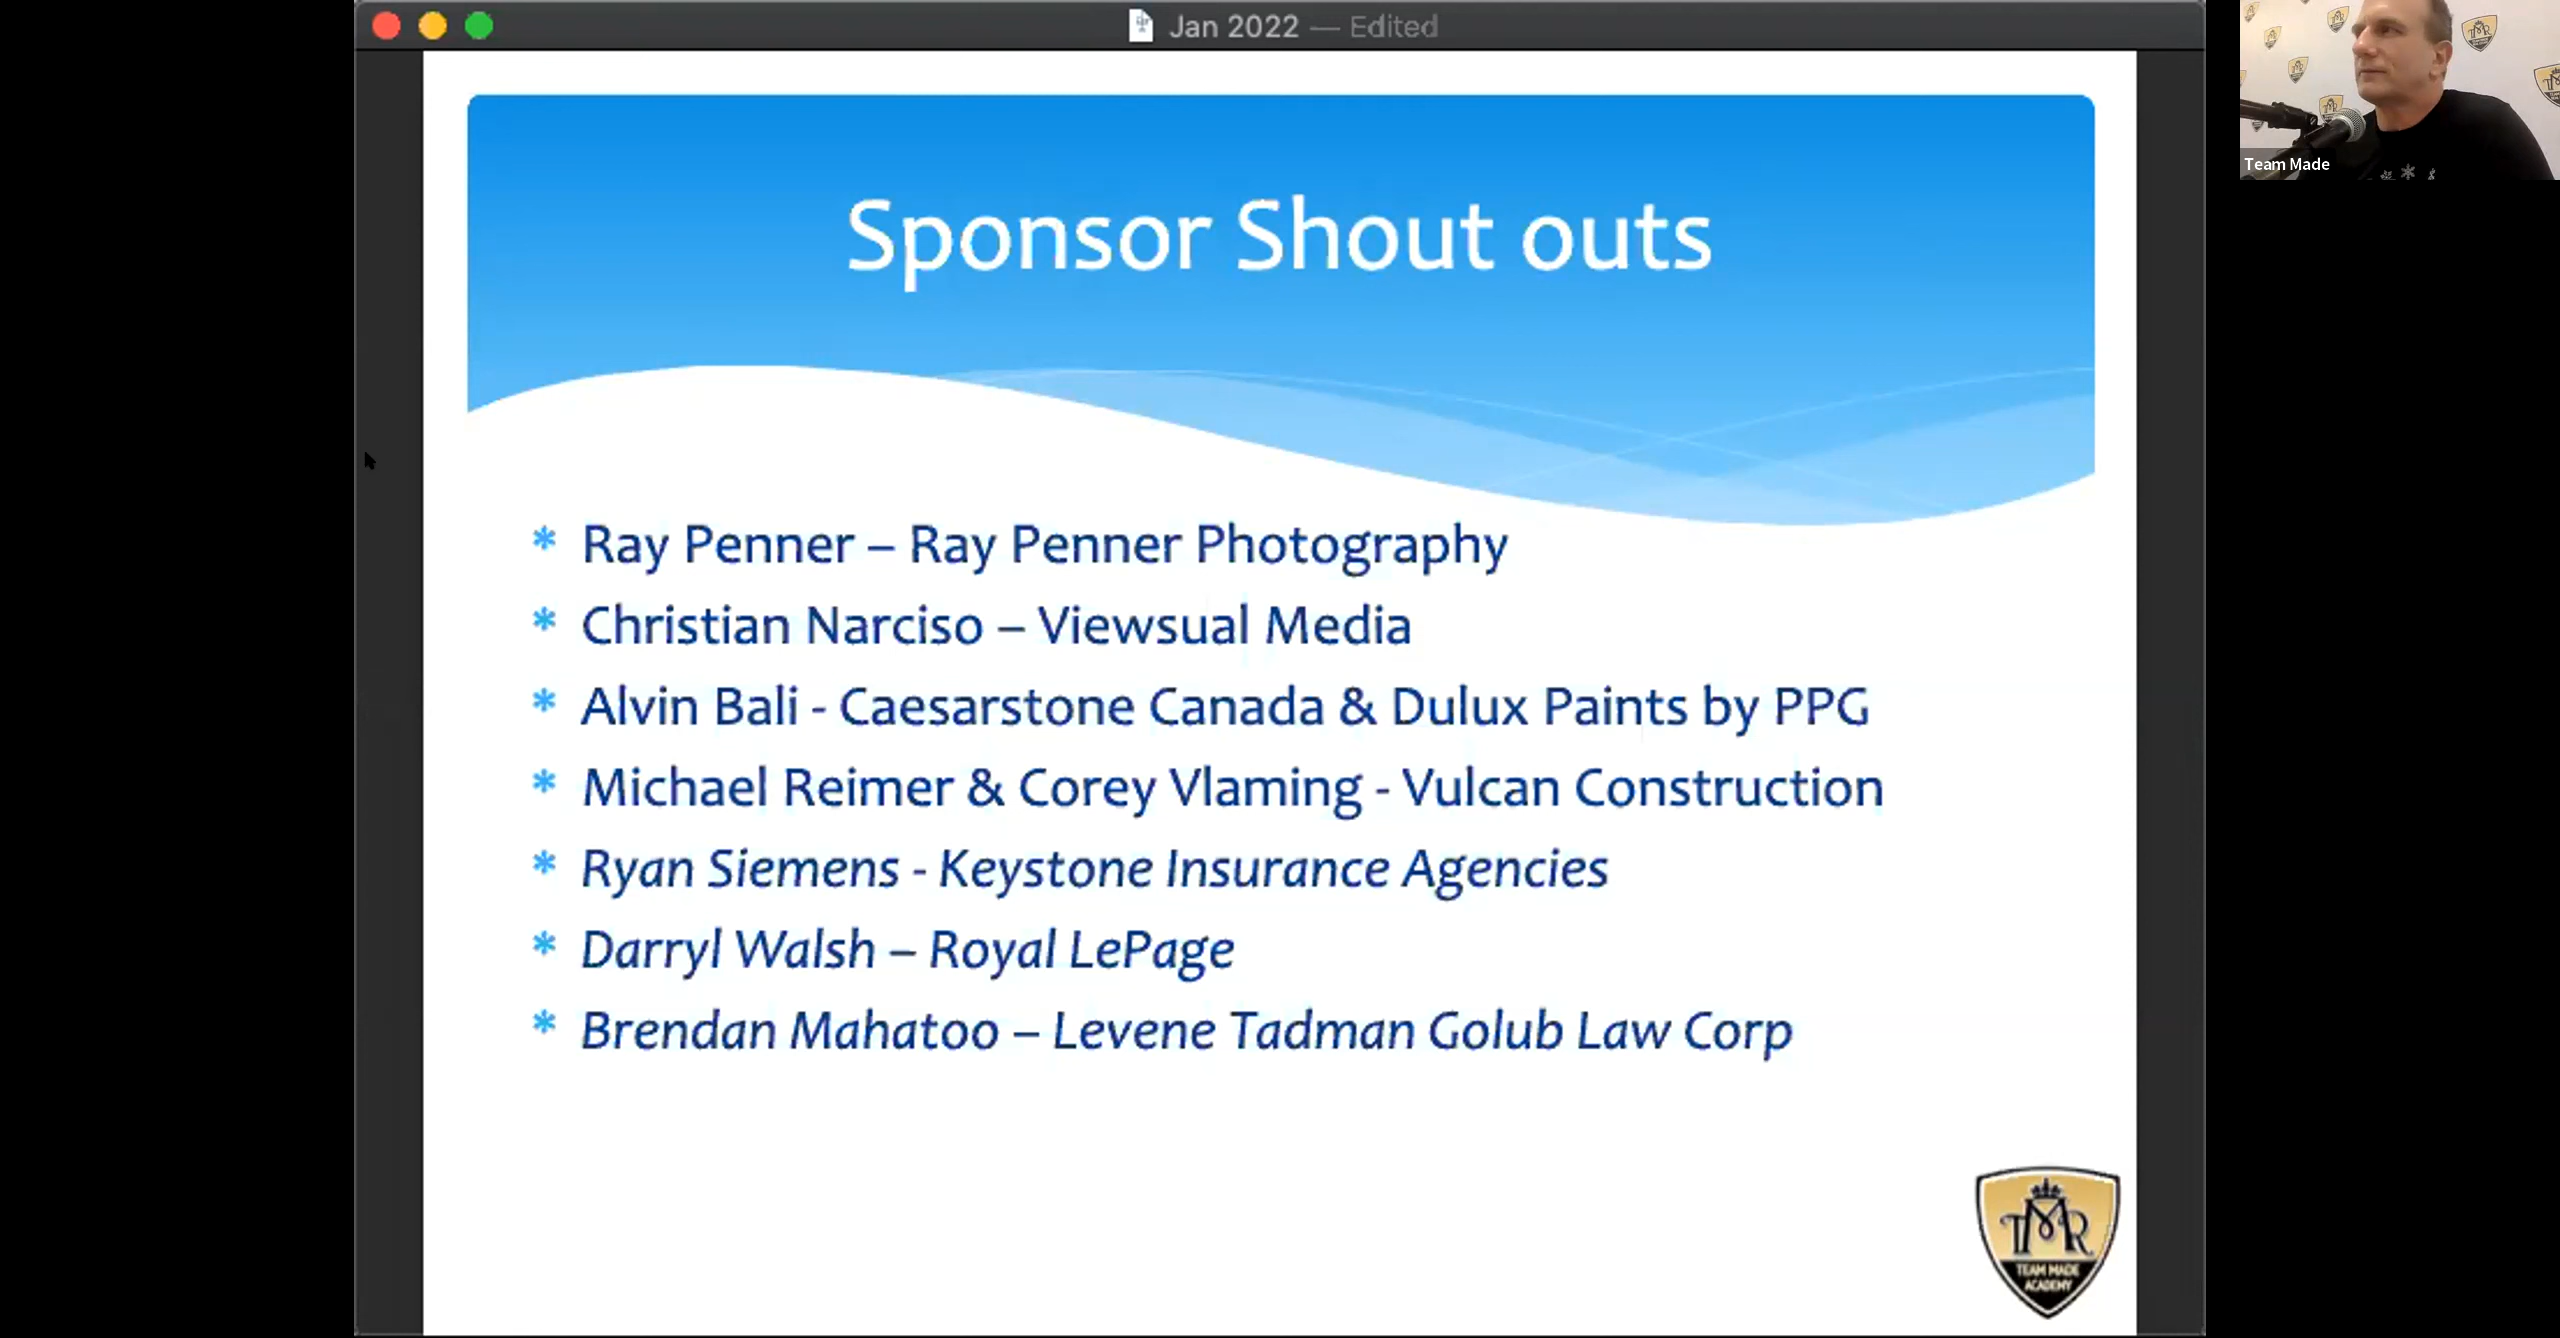 Jan 2022 — Edited
Team Made
Sponsor Shout outs
* Ray Penner – Ray Penner Photography
* Christian Narciso – Viewsual Media
* Alvin Bali - Caesarstone Canada & Dulux Paints by PPG
* Michael Reimer & Corey Vlaming - Vulcan Construction
* Ryan Siemens - Keystone Insurance Agencies
* Darryl Walsh – Royal LePage
* Brendan Mahatoo – Levene Tadman Golub Law Corp
TMR
TEAM MADE
ACADEMY